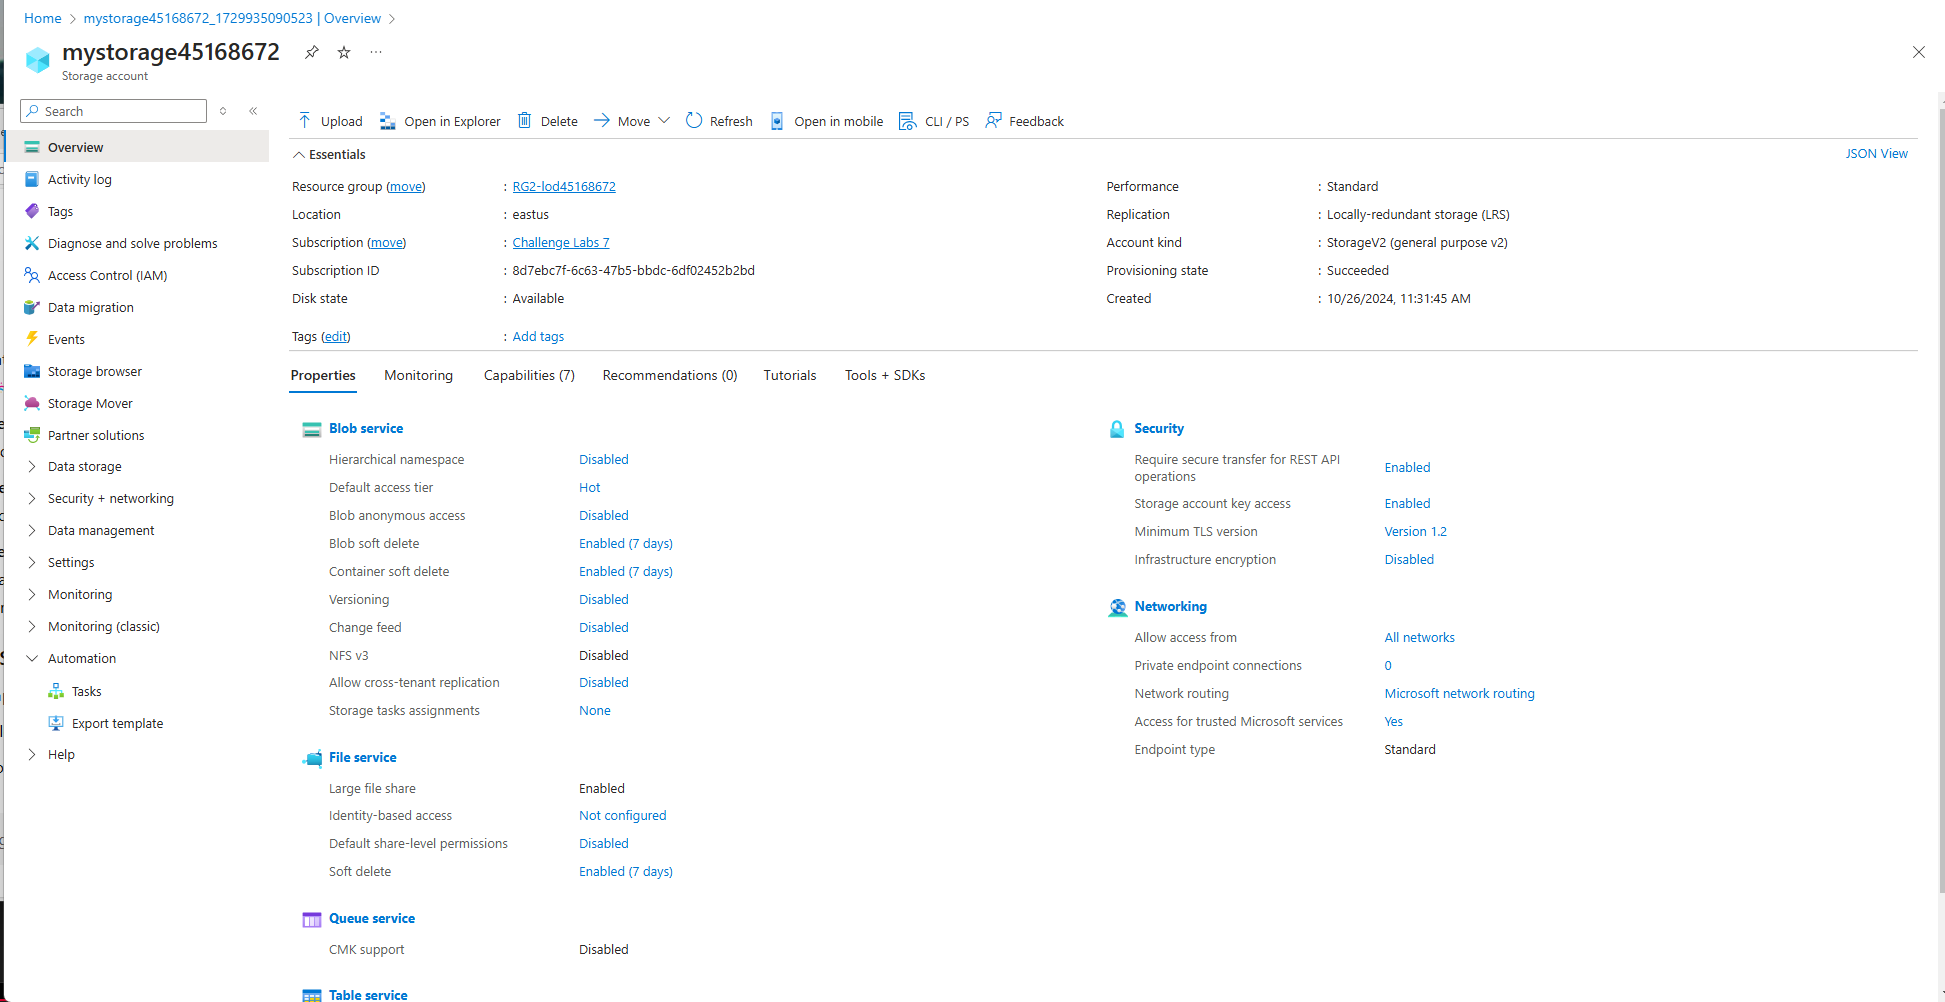 Home > mystorage45168672_1729935090523 | Overview >
mystorage45168672
Storage account
Search
Overview
Activity log
Tags
Diagnose and solve problems
Access Control (IAM)
Data migration
Events
Storage browser
Storage Mover
Partner solutions
Data storage
Security + networking
Data management
Settings
Monitoring
Monitoring (classic)
Automation
Tasks
Export template
Help
Upload Open in Explorer Delete Move Refresh Open in mobile CLI / PS Feedback
Essentials JSON View
Resource group (move) : RG2-lod45168672
Location : eastus
Subscription (move) : Challenge Labs 7
Subscription ID : 8d7ebc7f-6c63-47b5-bbdc-6df02452b2bd
Disk state : Available
Tags (edit) : Add tags
Performance : Standard
Replication : Locally-redundant storage (LRS)
Account kind : StorageV2 (general purpose v2)
Provisioning state : Succeeded
Created : 10/26/2024, 11:31:45 AM
Properties Monitoring Capabilities (7) Recommendations (0) Tutorials Tools + SDKs
Blob service
Hierarchical namespace Disabled
Default access tier Hot
Blob anonymous access Disabled
Blob soft delete Enabled (7 days)
Container soft delete Enabled (7 days)
Versioning Disabled
Change feed Disabled
NFS v3 Disabled
Allow cross-tenant replication Disabled
Storage tasks assignments None
File service
Large file share Enabled
Identity-based access Not configured
Default share-level permissions Disabled
Soft delete Enabled (7 days)
Queue service
CMK support Disabled
Table service
Security
Require secure transfer for REST API
operations Enabled
Storage account key access Enabled
Minimum TLS version Version 1.2
Infrastructure encryption Disabled
Networking
Allow access from All networks
Private endpoint connections 0
Network routing Microsoft network routing
Access for trusted Microsoft services Yes
Endpoint type Standard